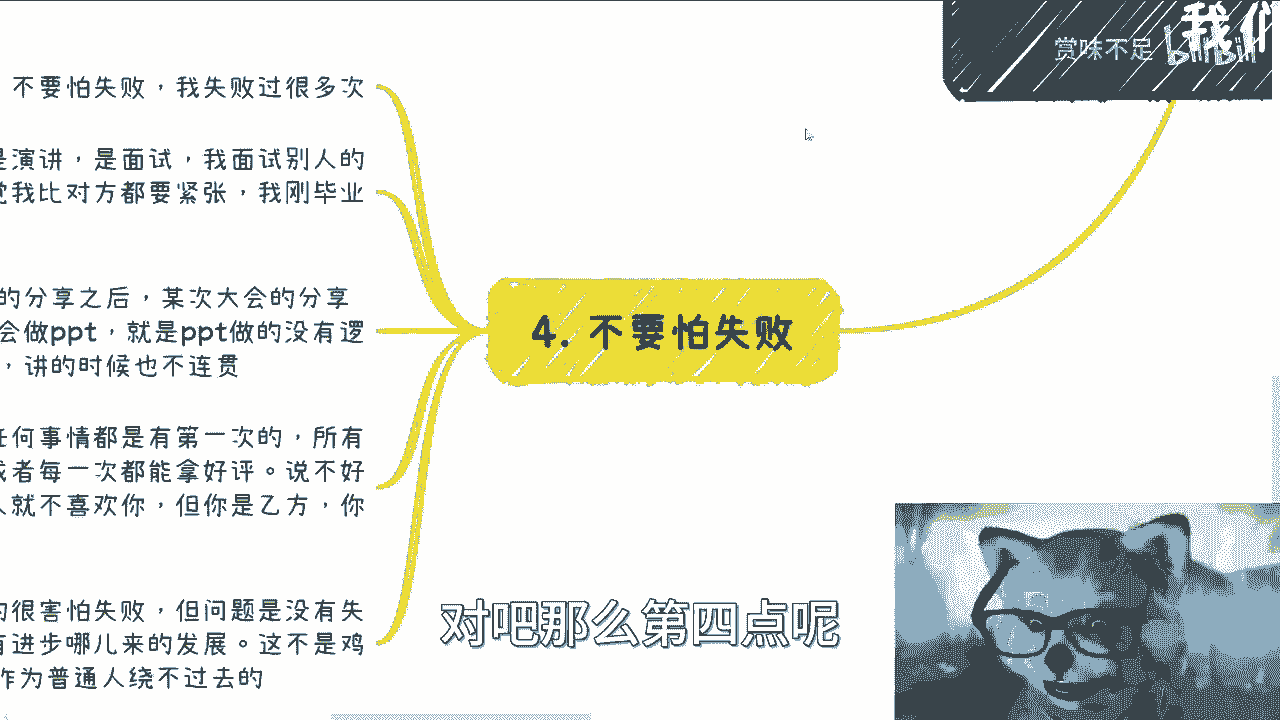 我们
赏味不足 bilibili
不要怕失败，我失败过很多次
是演讲，是面试，我面试别人的
觉我比对方都要紧张，我刚毕业
的分享之后，某次大会的分享
会做ppt，就是ppt做的没有逻
，讲的时候也不连贯
4. 不要怕失败
任何事情都是有第一次的，所有
或者每一次都能拿好评。说不好
人就不喜欢你，但你是乙方，你
的很害怕失败，但问题是没有失
有进步哪儿来的发展。这不是鸡
作为普通人绕不过去的
对吧那么第四点呢